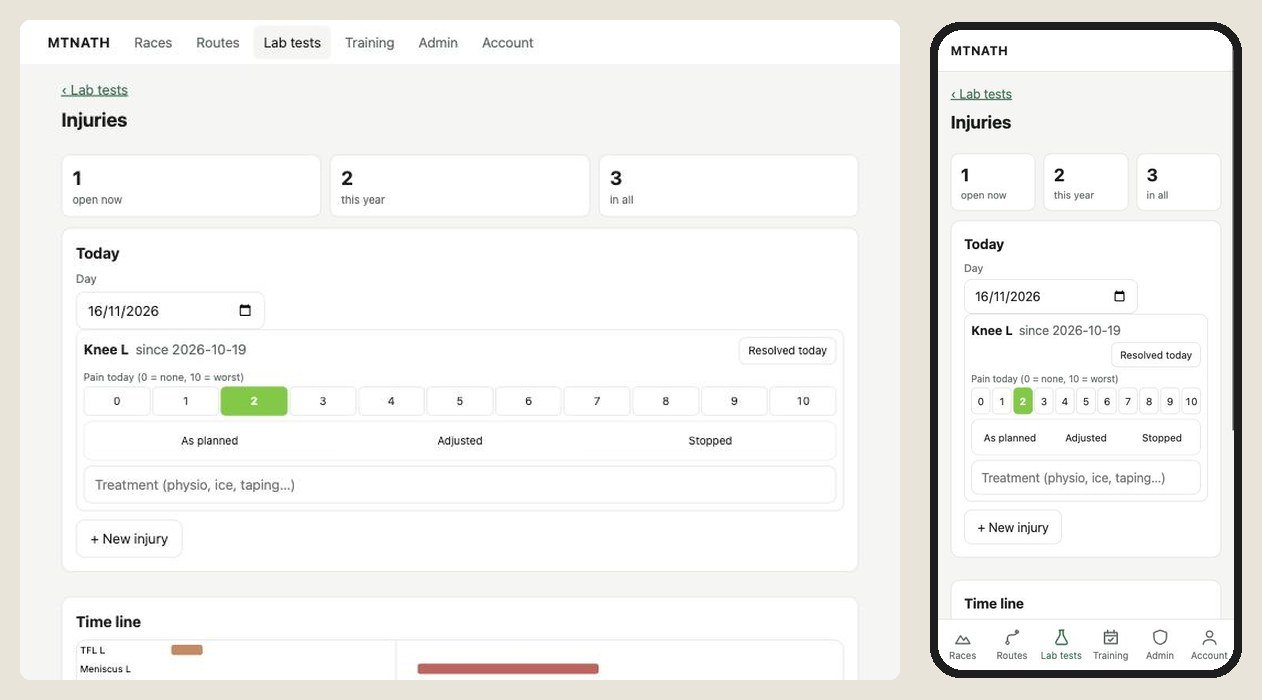 MTNATH Races Routes Lab tests Training Admin Account
‹ Lab tests
Injuries
1
open now
2
this year
3
in all
Today
Day
16/11/2026
Knee L since 2026-10-19
Resolved today
Pain today (0 = none, 10 = worst)
0 1 2 3 4 5 6 7 8 9 10
As planned Adjusted Stopped
Treatment (physio, ice, taping...)
+ New injury
Time line
TFL L
Meniscus L
MTNATH
‹ Lab tests
Injuries
1
open now
2
this year
3
in all
Today
Day
16/11/2026
Knee L since 2026-10-19
Resolved today
Pain today (0 = none, 10 = worst)
0 1 2 3 4 5 6 7 8 9 10
As planned Adjusted Stopped
Treatment (physio, ice, taping...)
+ New injury
Time line
Races Routes Lab tests Training Admin Account